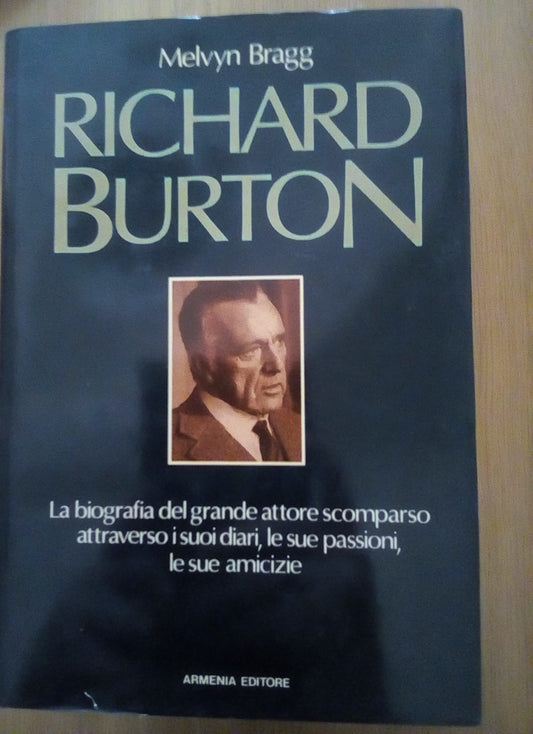 Melvyn Bragg
RICHARD
BURTON
La biografia del grande attore scomparso
attraverso i suoi diari, le sue passioni,
le sue amicizie
ARMENIA EDITORE